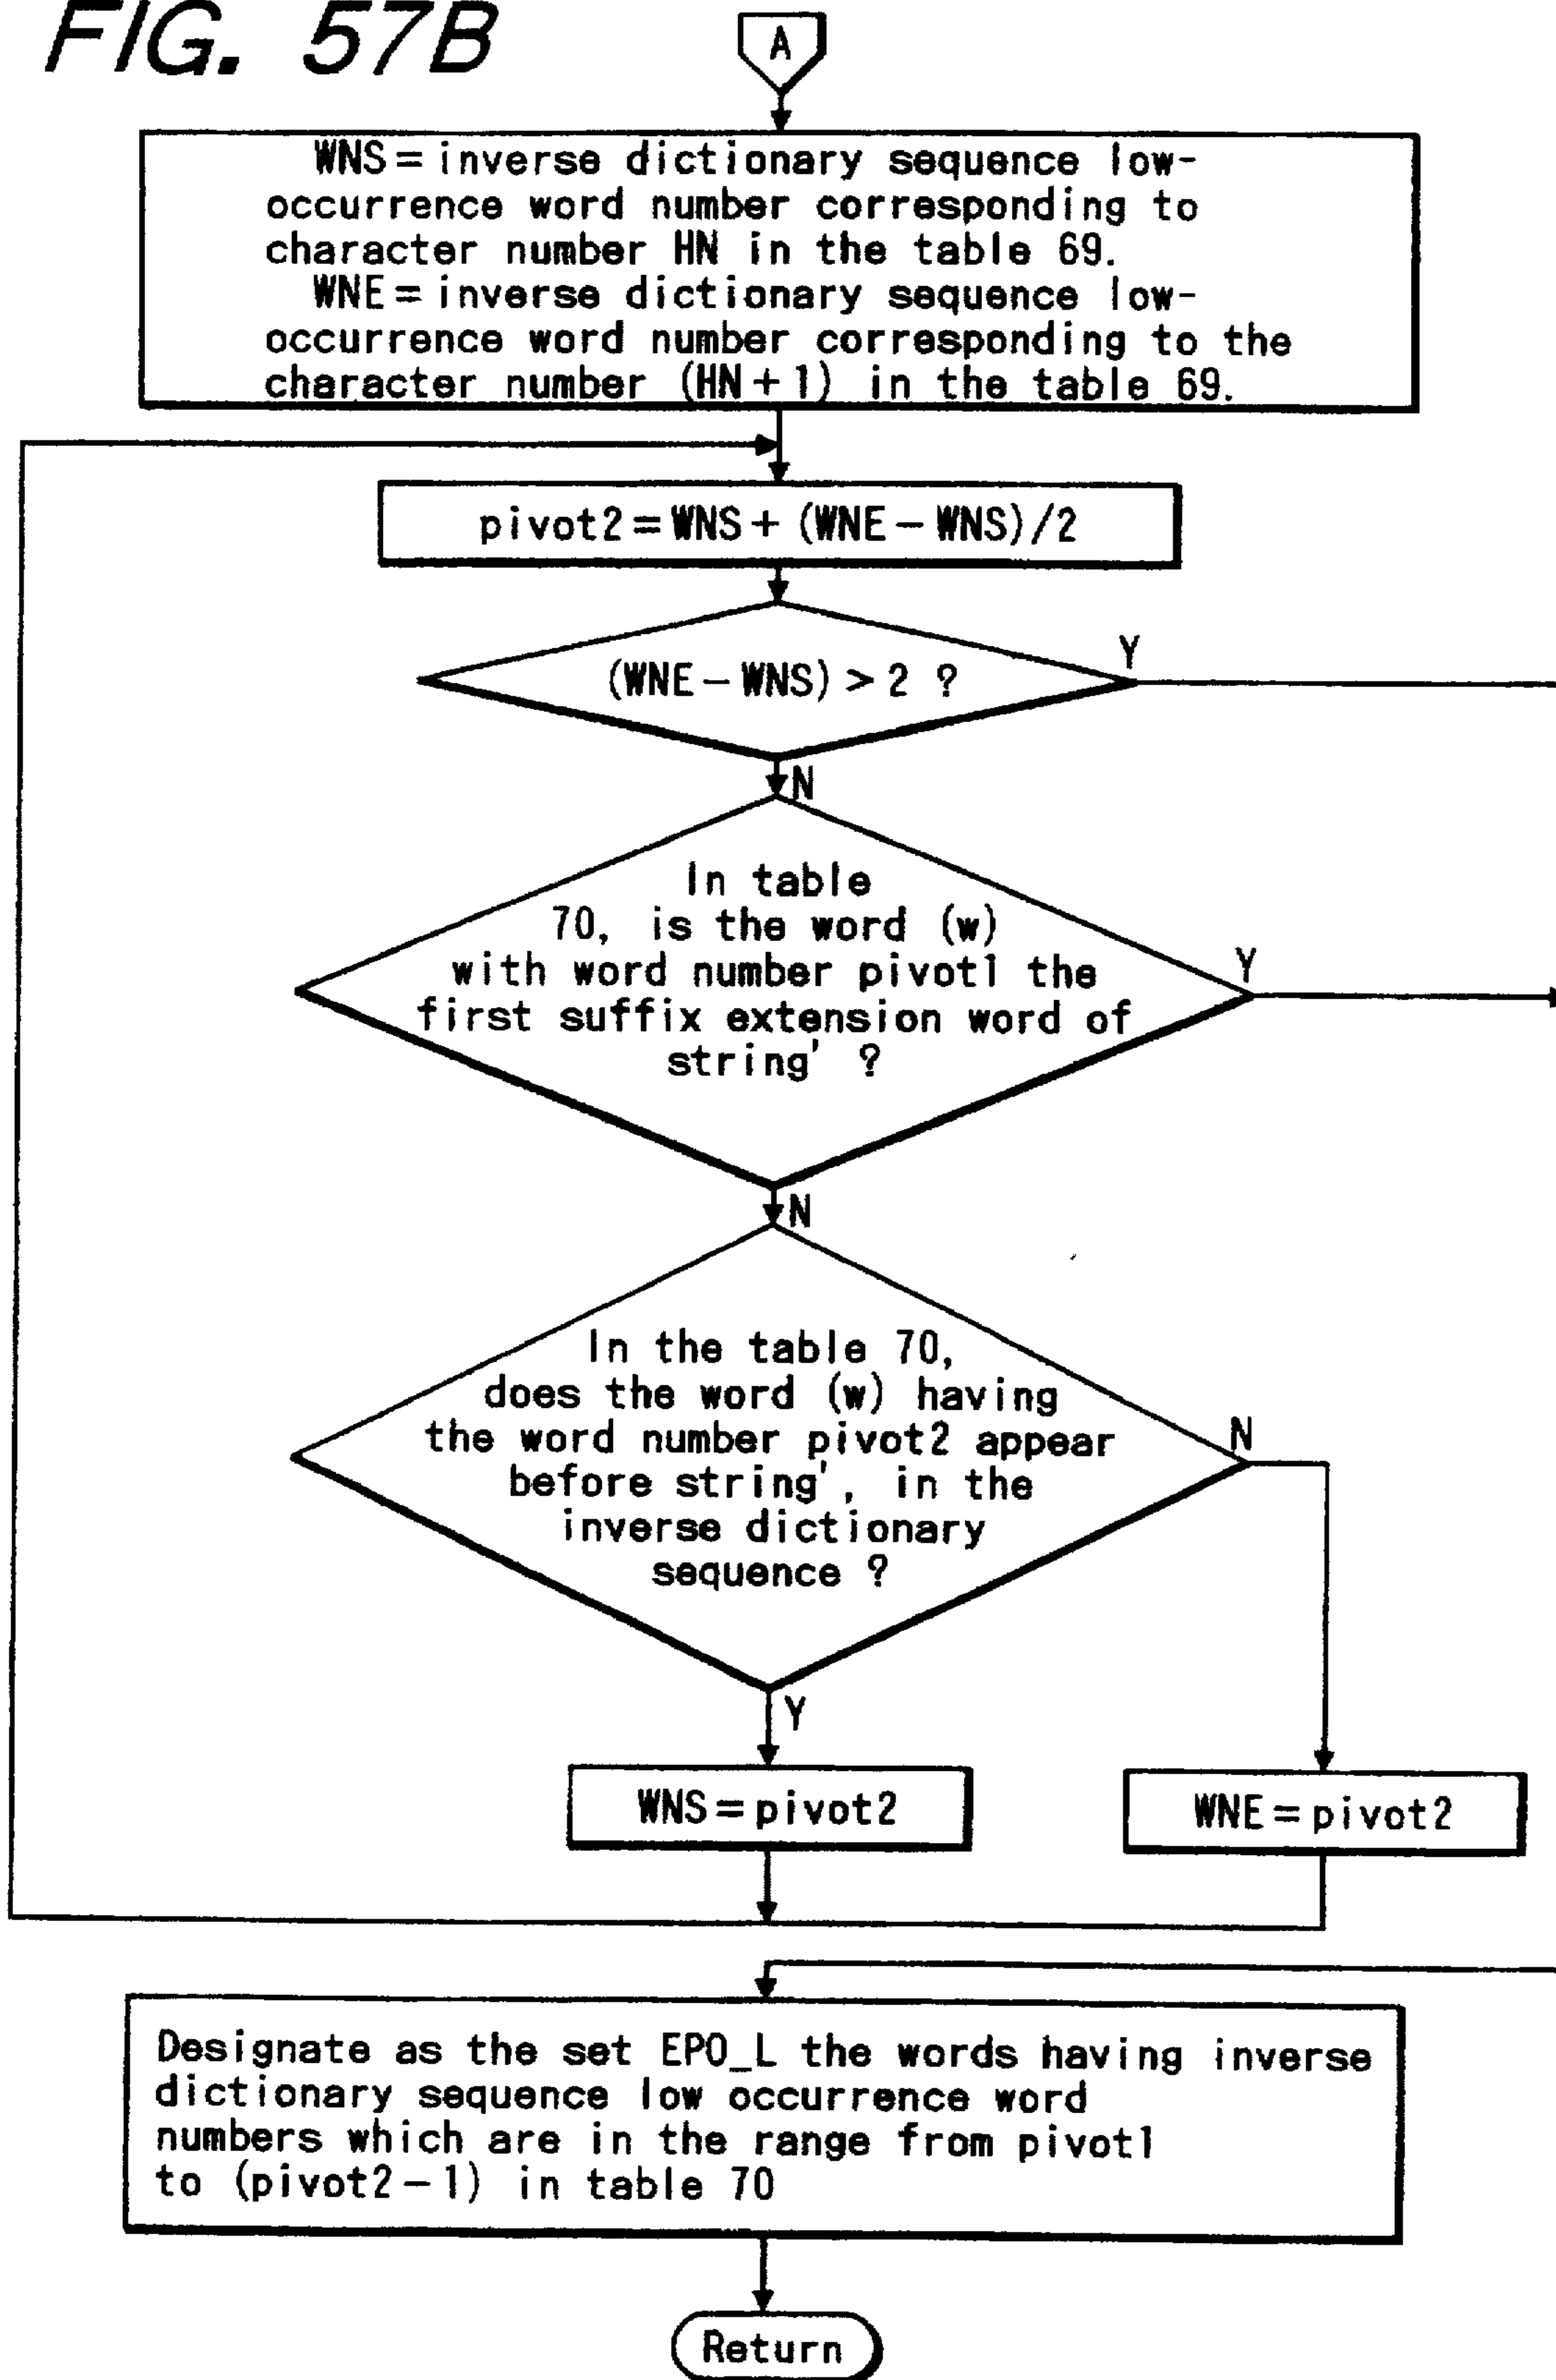 FIG. 57B
A
WNS=inverse dictionary sequence low-
occurrence word number corresponding to
character number HN in the table 69.
WNE=inverse dictionary sequence low-
occurrence word number corresponding to the
character number (HN+1) in the table 69.
pivot2=WNS+(WNE-WNS)/2
(WNE-WNS)>2 ?
Y
N
In table
70, is the word (w)
with word number pivot1 the
first suffix extension word of
string' ?
Y
N
In the table 70,
does the word (w) having
the word number pivot2 appear
before string', in the
inverse dictionary
sequence ?
N
Y
WNS=pivot2
WNE=pivot2
Designate as the set EPO_L the words having inverse
dictionary sequence low occurrence word
numbers which are in the range from pivot1
to (pivot2-1) in table 70
Return